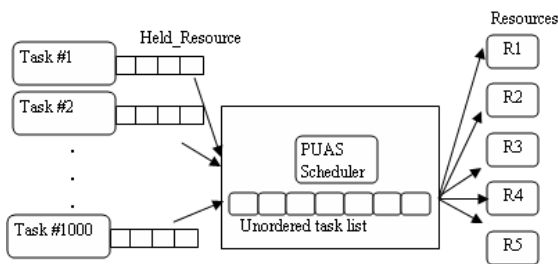 Resources
Held_Resource
Task #1
R1
Task #2
R2
PUAS
Scheduler
R3
R4
Unordered task list
Task #1000
R5